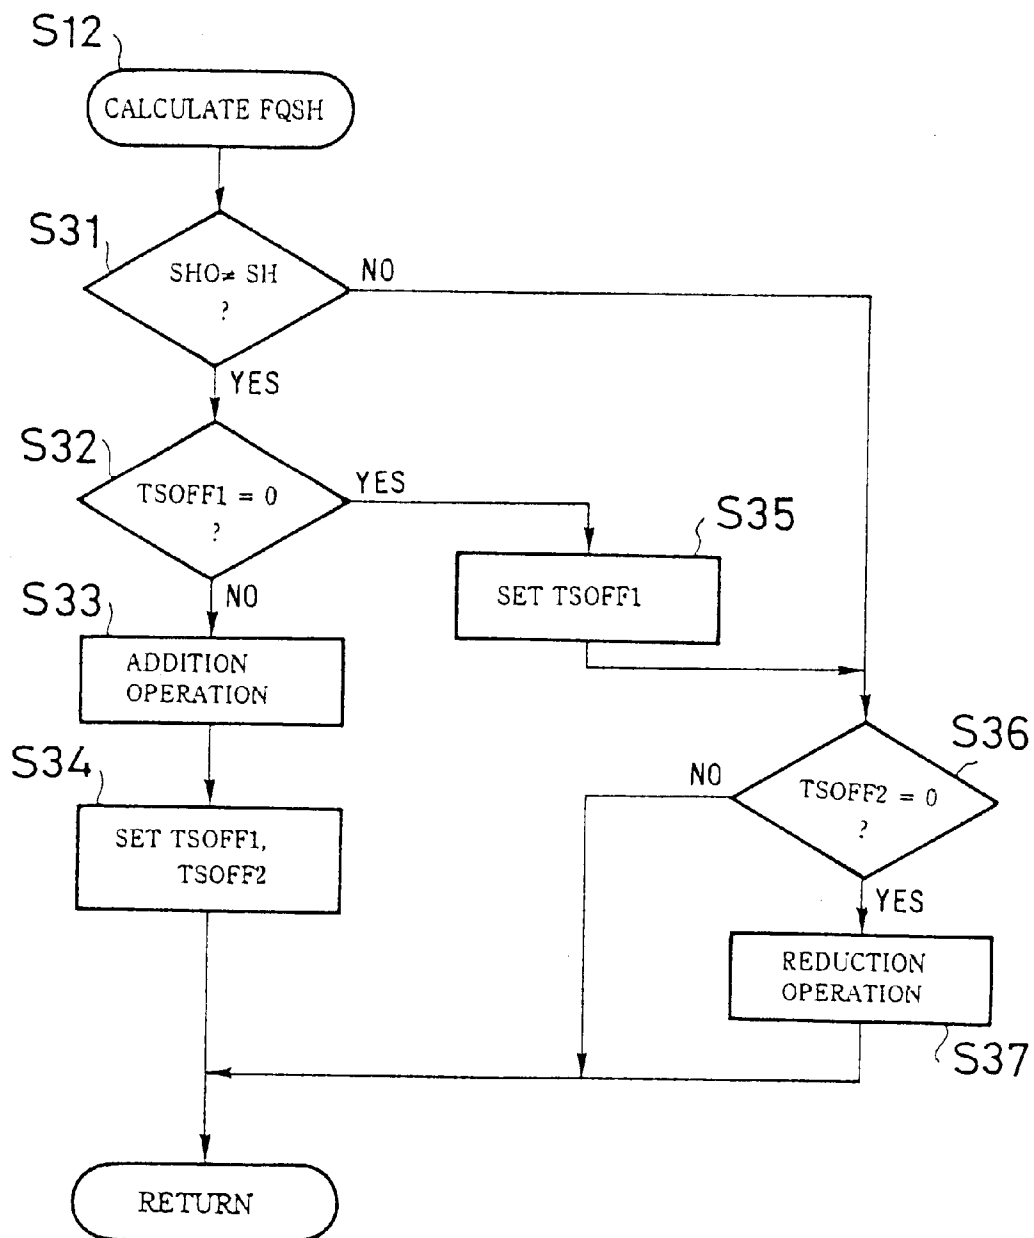 S12
CALCULATE FQSH
S31
SHO≠ SH
?
NO
YES
S32
TSOFF1 = 0
?
YES
S35
SET TSOFF1
NO
S33
ADDITION
OPERATION
S34
SET TSOFF1,
TSOFF2
S36
NO
TSOFF2 = 0
?
YES
REDUCTION
OPERATION
S37
RETURN